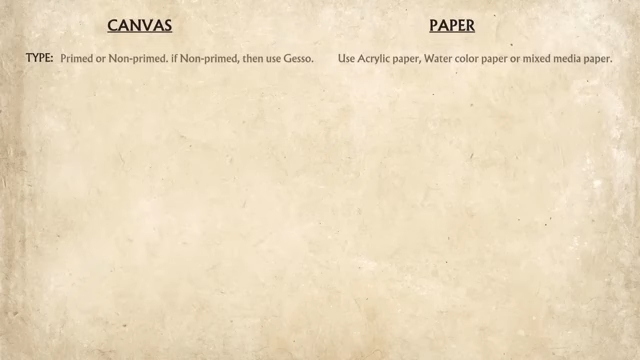 CANVAS PAPER
TYPE: Primed or Non-primed. if Non-primed, then use Gesso. Use Acrylic paper, Water color paper or mixed media paper.